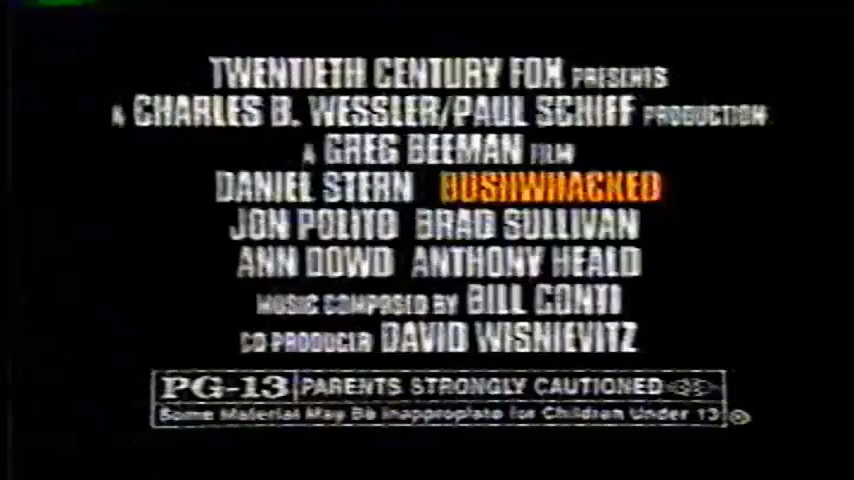 TWENTIETH CENTURY FOX PRESENTS
A CHARLES B. WESSLER/PAUL SCHIFF PRODUCTION
A GREG BEEMAN FILM
DANIEL STERN BUSHWHACKED
JON POLITO BRAD SULLIVAN
ANN DOWD ANTHONY HEALD
MUSIC COMPOSED BY BILL CONTI
CO-PRODUCER DAVID WISNIEVITZ
PG-13 PARENTS STRONGLY CAUTIONED
Some Material May Be Inappropriate for Children Under 13